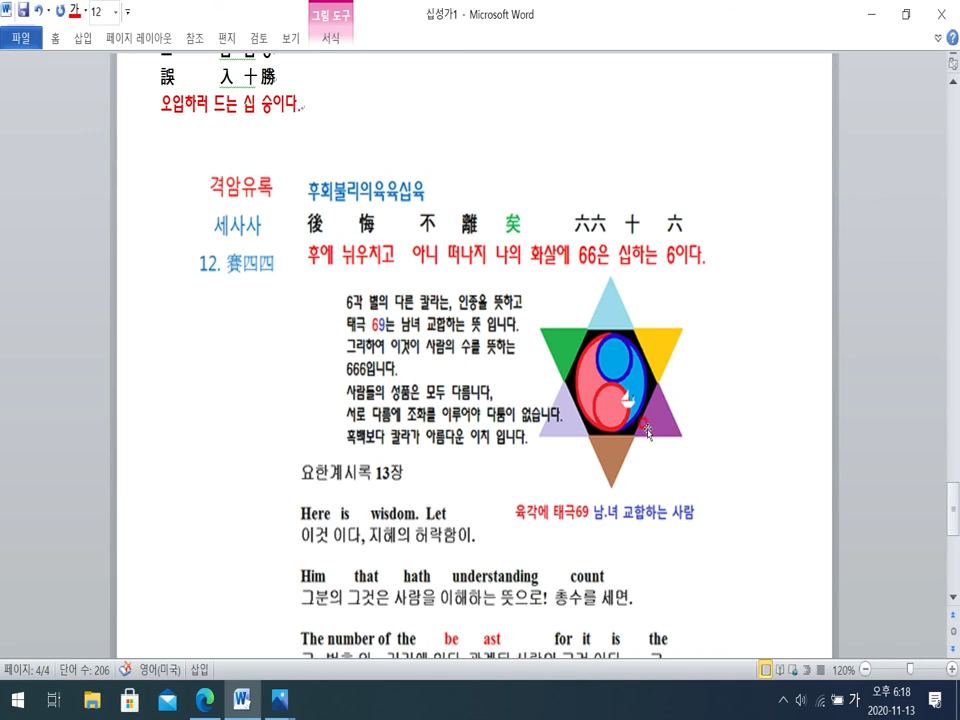 12
그림 도구
십성가1 - Microsoft Word
파일 홈 삽입 페이지 레이아웃 참조 편지 검토 보기 서식
誤 入 十勝
오입하러 드는 십 승이다.
격암유록
후회불리의육육십육
세사사
後 悔 不 離 矣 六六 十 六
12. 賽四四
후에 뉘우치고 아니 떠나지 나의 화살에 66은 십하는 6이다.
6각 별의 다른 칼라는, 인종을 뜻하고
태극 69는 남녀 교합하는 뜻 입니다.
그리하여 이것이 사람의 수를 뜻하는
666입니다.
사람들의 성품은 모두 다릅니다,
서로 다름에 조화를 이루어야 다툼이 없습니다.
흑백보다 칼라가 아름다운 이치 입니다.
요한계시록 13장
Here is wisdom. Let
육각에 태극69 남.녀 교합하는 사람
이것 이다, 지혜의 허락함이.
Him that hath understanding count
그분의 그것은 사람을 이해하는 뜻으로! 총수를 세면.
The number of the be ast for it is the
페이지: 4/4 단어 수: 206 영어(미국) 삽입 120%
가 오후 6:18
2020-11-13